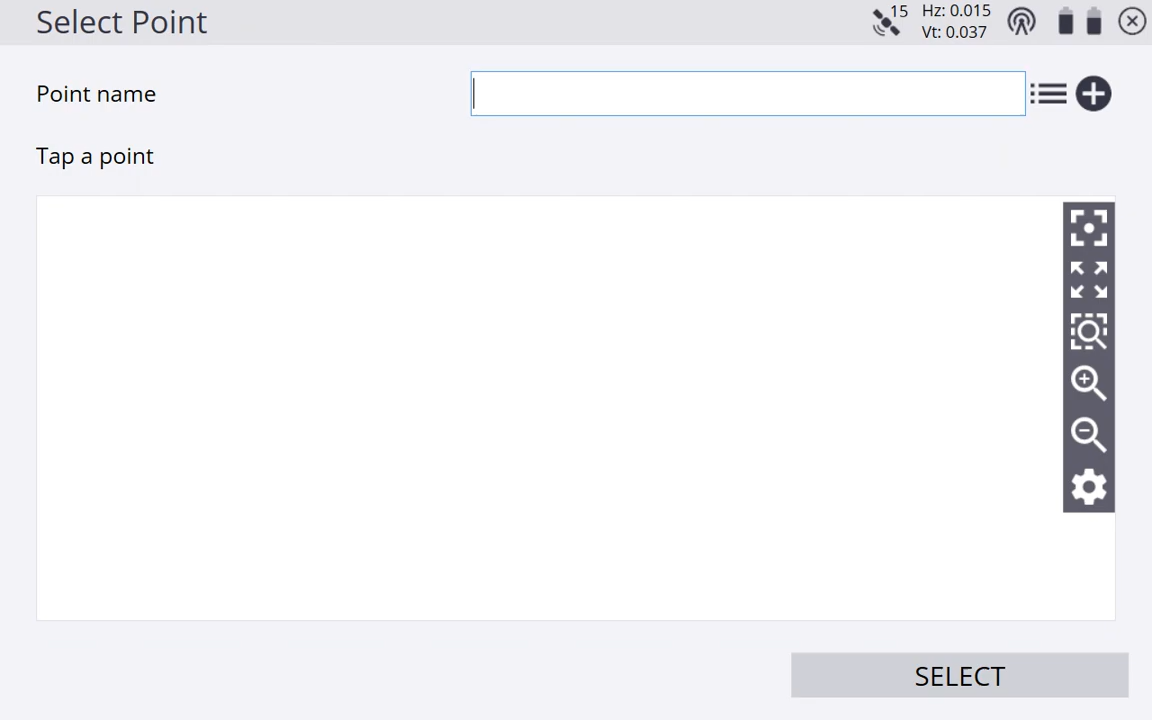 Select Point
15
Hz: 0.015
Vt: 0.037
Point name
Tap a point
SELECT